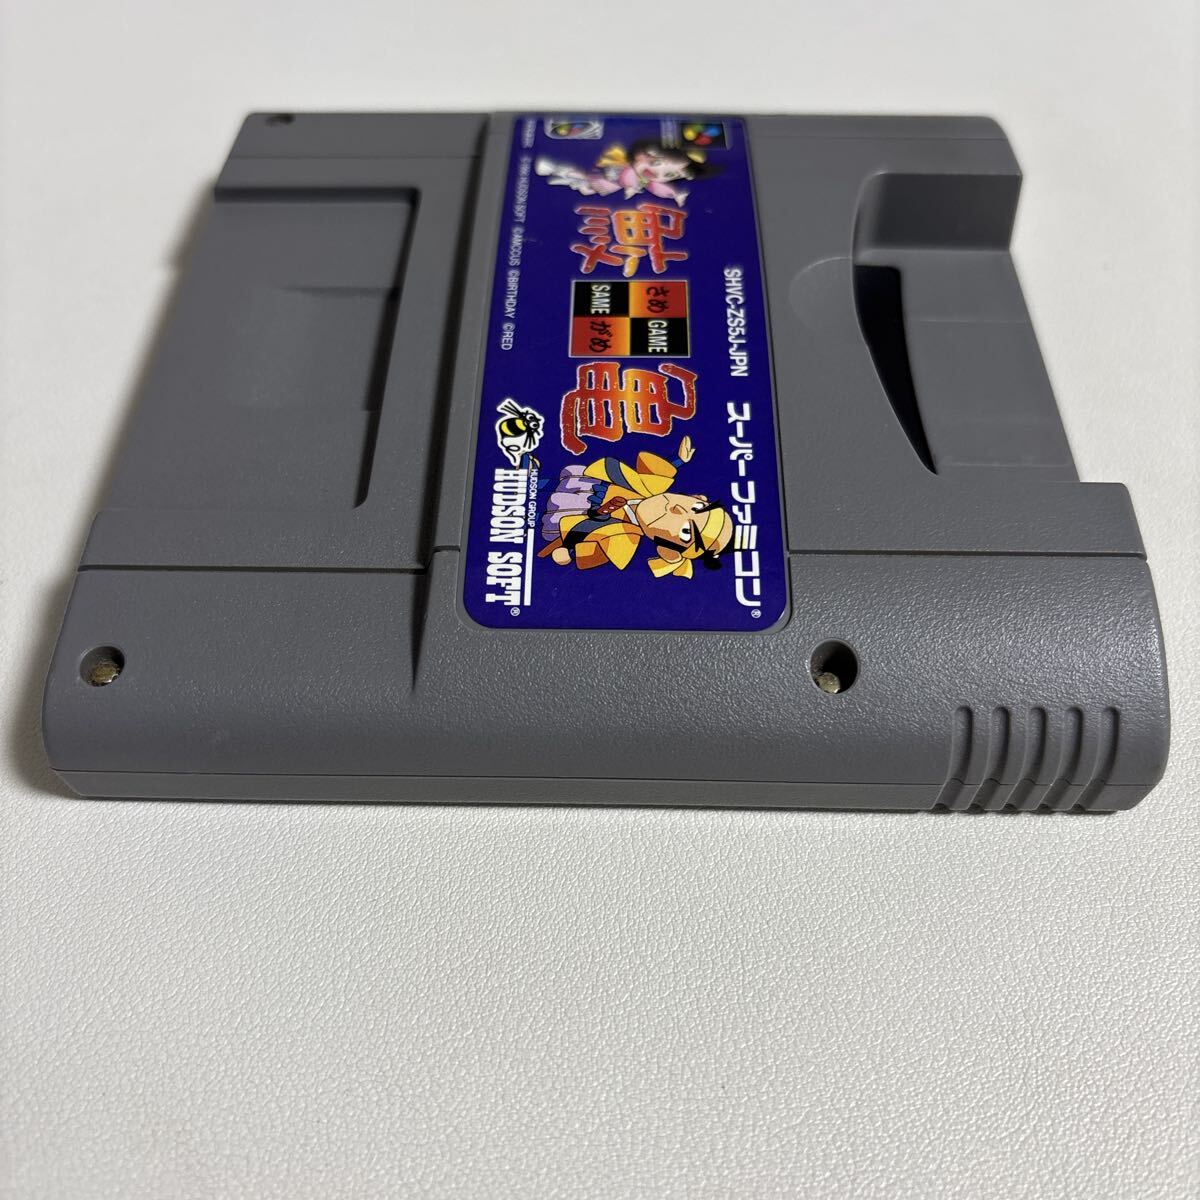 SHVC-ZS5J-JPN スーパーファミコン®
鮫
さめ GAME
SAME がめ
亀
HUDSON GROUP
HUDSON SOFT®
©HUDSON SOFT ©AMCCUS ©BIRTHDAY ©RED